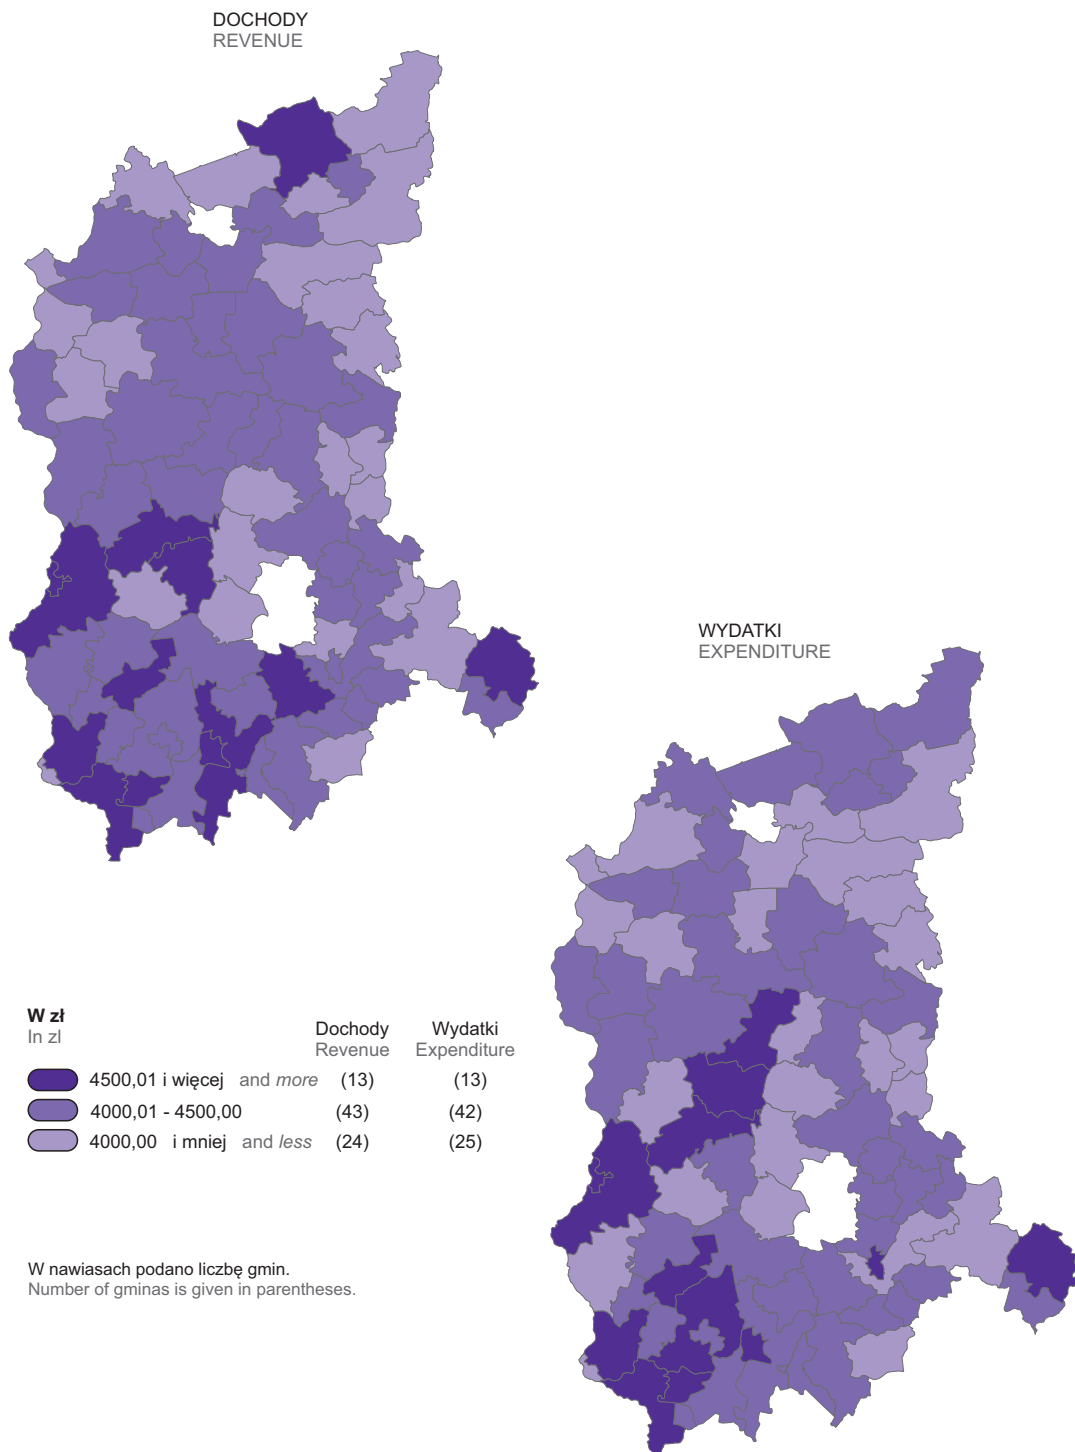 DOCHODY
REVENUE
WYDATKI
EXPENDITURE
W zł
In zl
Dochody Wydatki
Revenue Expenditure
4500,01 i więcej and more (13) (13)
4000,01 - 4500,00 (43) (42)
4000,00 i mniej and less (24) (25)
W nawiasach podano liczbę gmin.
Number of gminas is given in parentheses.